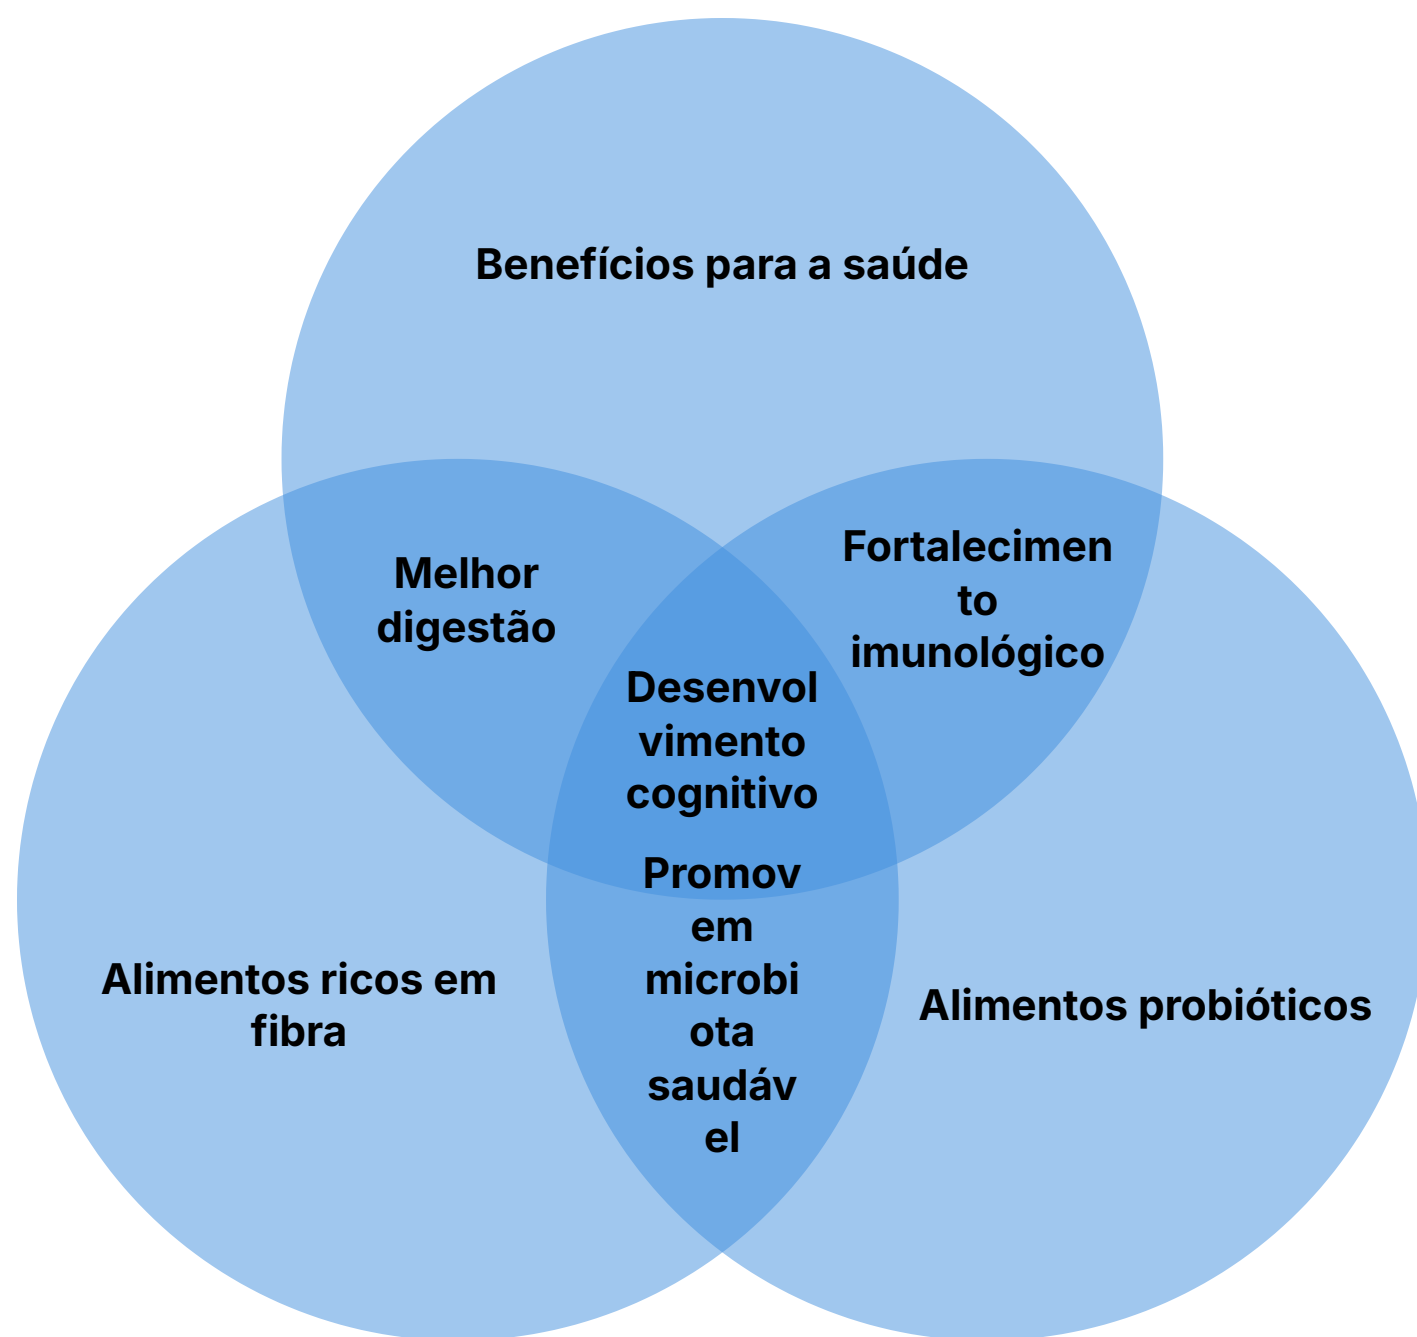 Benefícios para a saúde
Melhor
digestão
Fortalecimen
to
imunológico
Desenvol
vimento
cognitivo
Promov
em
microbi
ota
saudáv
el
Alimentos ricos em
fibra
Alimentos probióticos